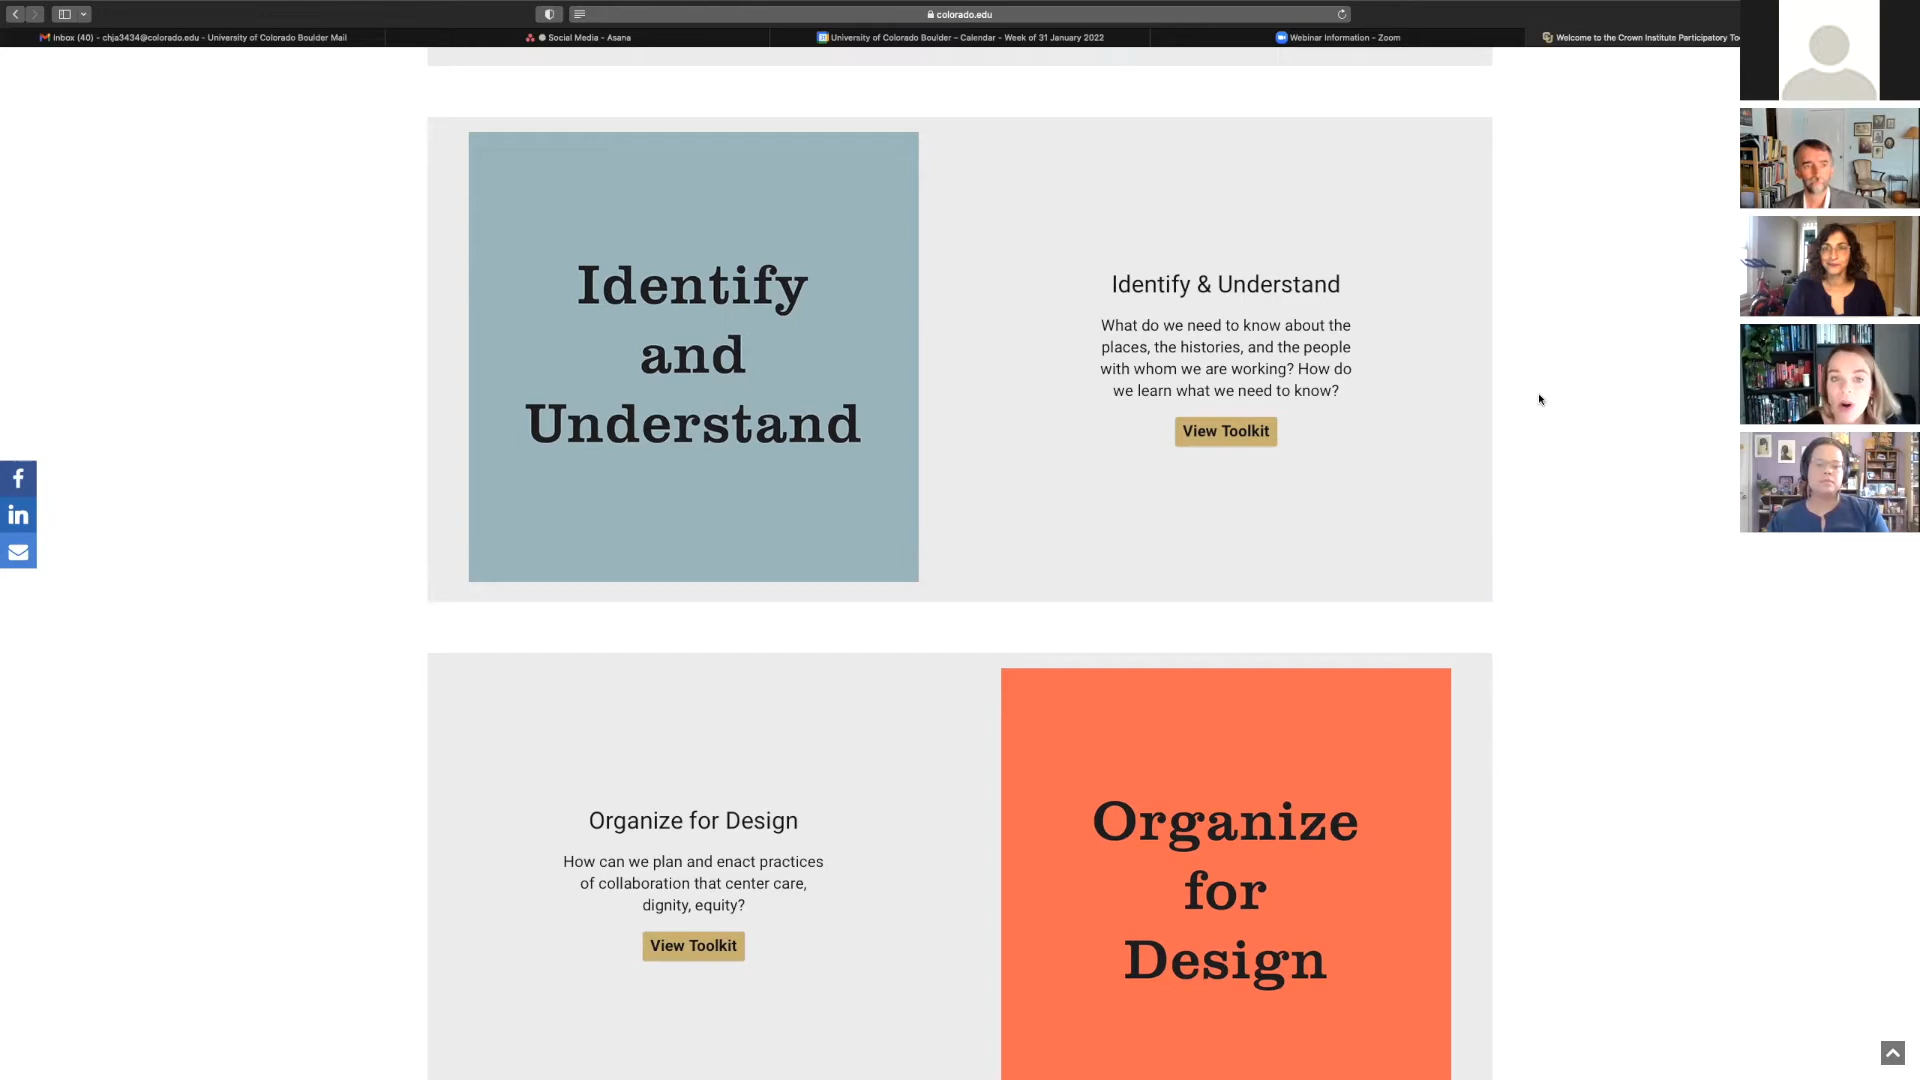 colorado.edu
Inbox (40) - chja3434@colorado.edu - University of Colorado Boulder Mail
Social Media - Asana
University of Colorado Boulder – Calendar - Week of 31 January 2022
Webinar Information - Zoom
Welcome to the Crown Institute Participatory Too
Identify
and
Understand
Identify & Understand
What do we need to know about the
places, the histories, and the people
with whom we are working? How do
we learn what we need to know?
View Toolkit
f
in
Organize for Design
How can we plan and enact practices
of collaboration that center care,
dignity, equity?
View Toolkit
Organize
for
Design